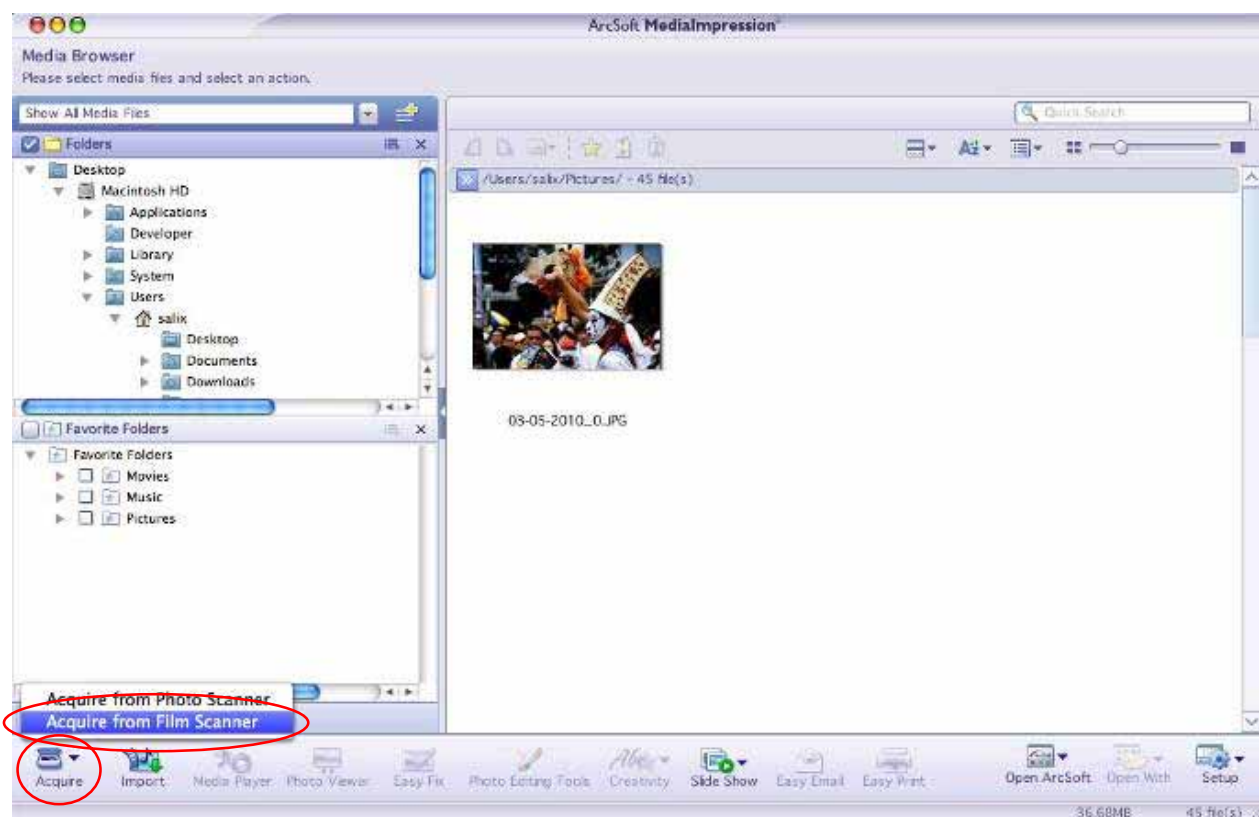 ArcSoft MediaImpression
Media Browser
Please select media files and select an action.
Show All Media Files
Quick Search
Folders
Desktop
Macintosh HD
Applications
Developer
Library
System
Users
salix
Desktop
Documents
Downloads
/Users/salix/Pictures/ - 45 file(s)
03-05-2010_0.JPG
Favorite Folders
Favorite Folders
Movies
Music
Pictures
Acquire from Photo Scanner
Acquire from Film Scanner
Acquire Import Media Player Photo Viewer Easy Fix Photo Editing Tools Creativity Slide Show Easy Email Easy Print Open ArcSoft Open With Setup
36.68MB 45 file(s)